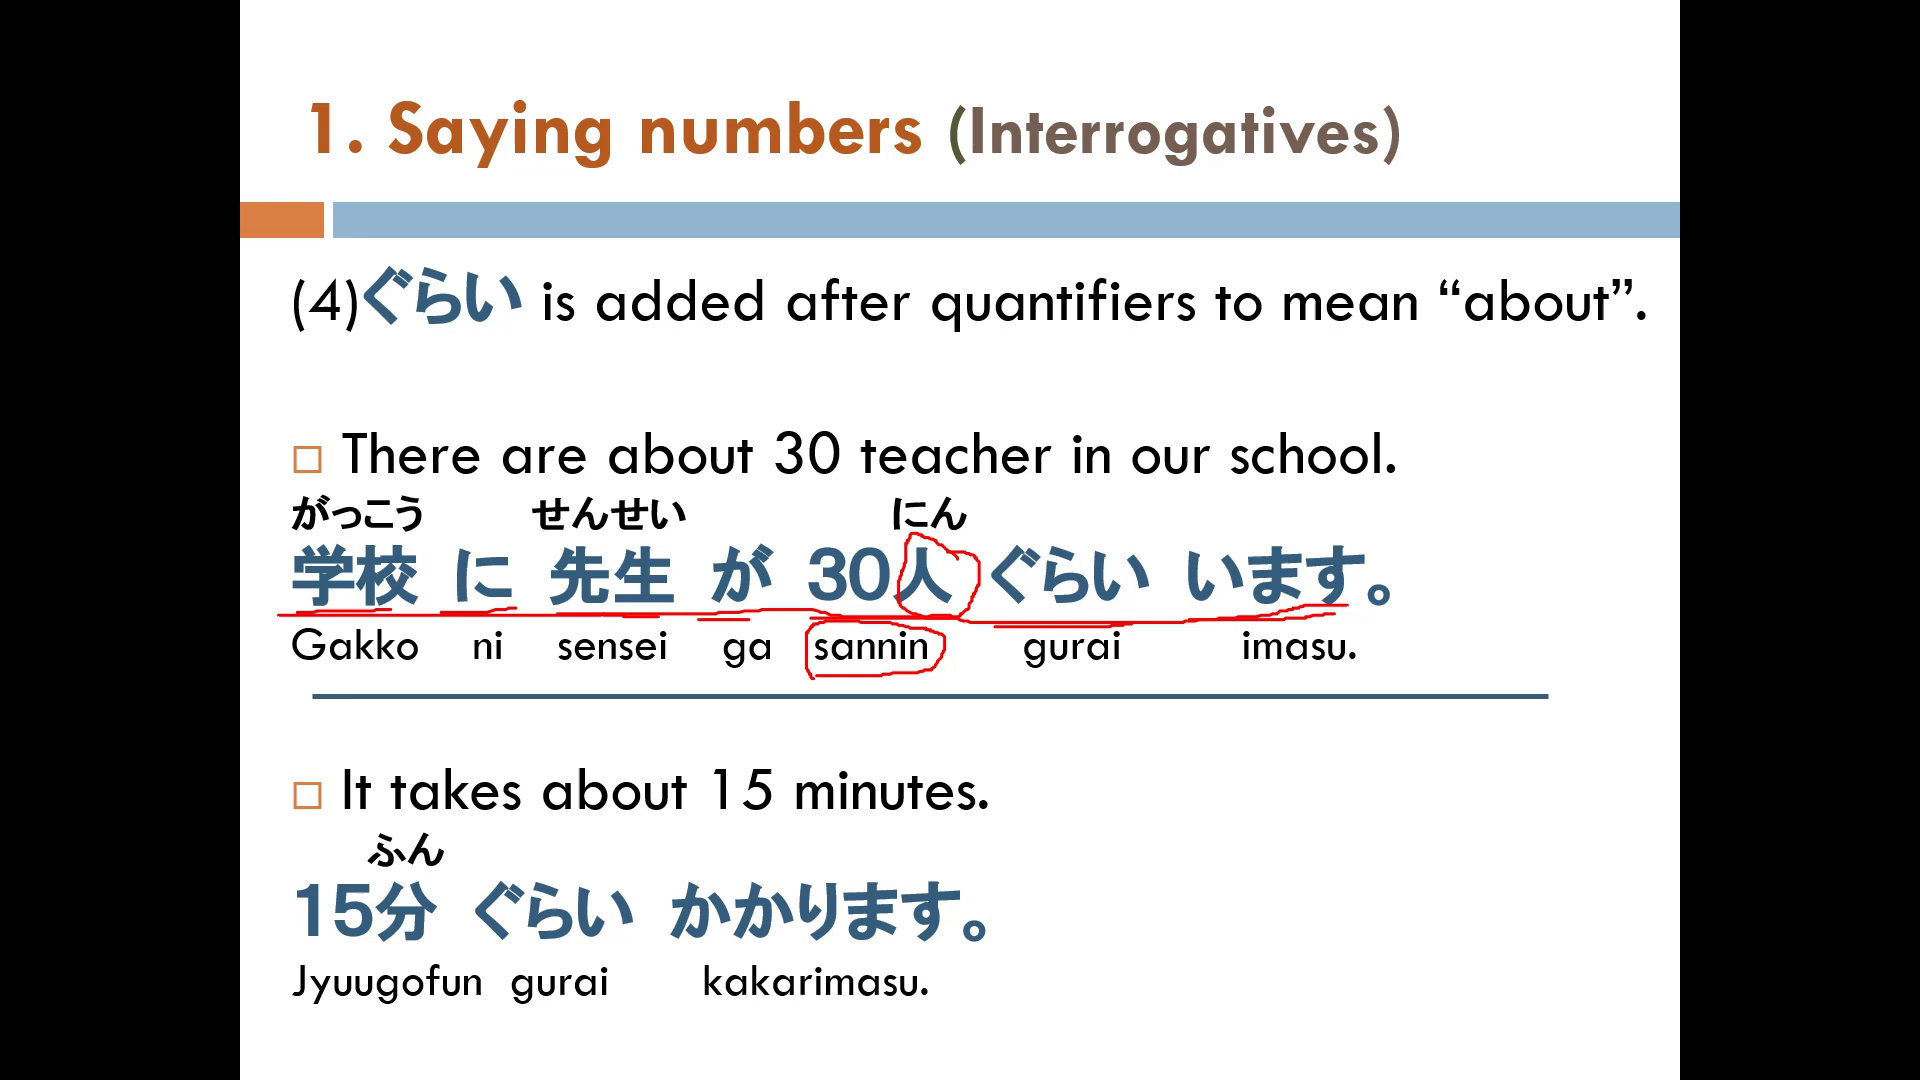 1. Saying numbers (Interrogatives)
(4)ぐらい is added after quantifiers to mean “about”.
□ There are about 30 teacher in our school.
がっこう せんせい にん
学校 に 先生 が 30人 ぐらい います。
Gakko ni sensei ga sannin gurai imasu.
□ It takes about 15 minutes.
ふん
15分 ぐらい かかります。
Jyuugofun gurai kakarimasu.